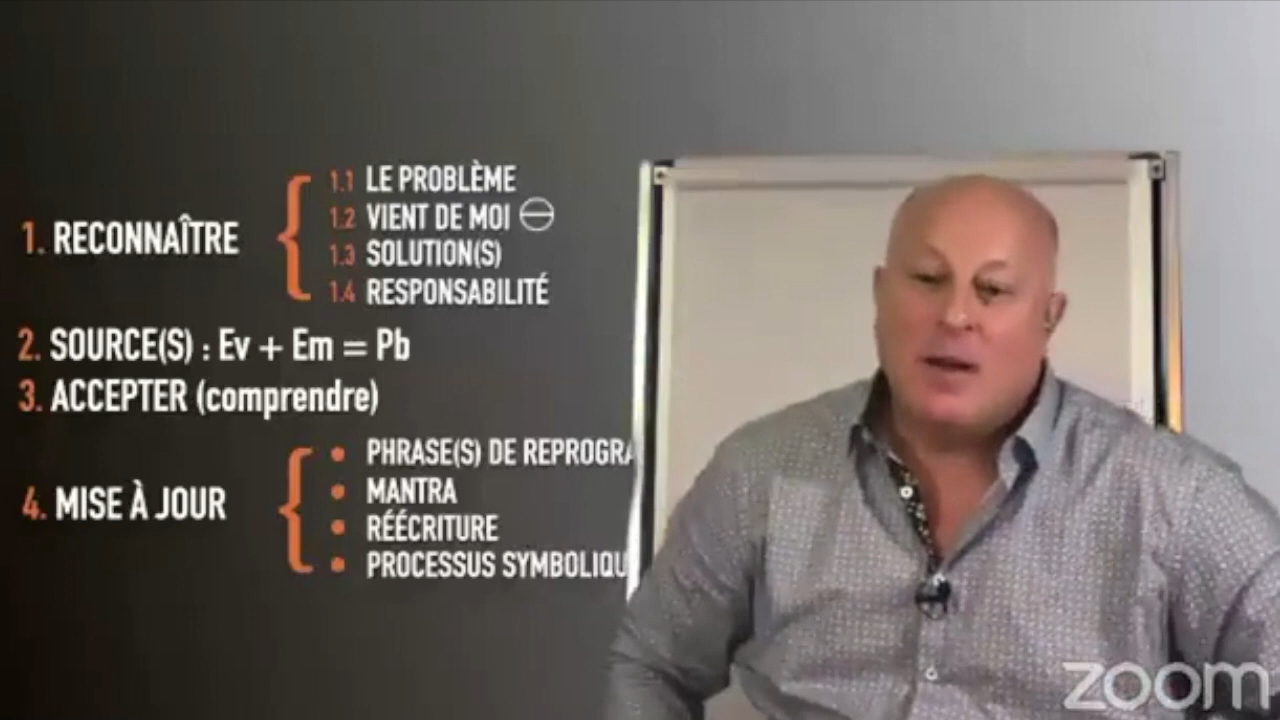 1. RECONNAÎTRE
1.1 LE PROBLÈME
1.2 VIENT DE MOI
1.3 SOLUTION(S)
1.4 RESPONSABILITÉ
2. SOURCE(S) : Ev + Em = Pb
3. ACCEPTER (comprendre)
4. MISE À JOUR
• PHRASE(S) DE REPROGRA
• MANTRA
• RÉÉCRITURE
• PROCESSUS SYMBOLIQU
zoom